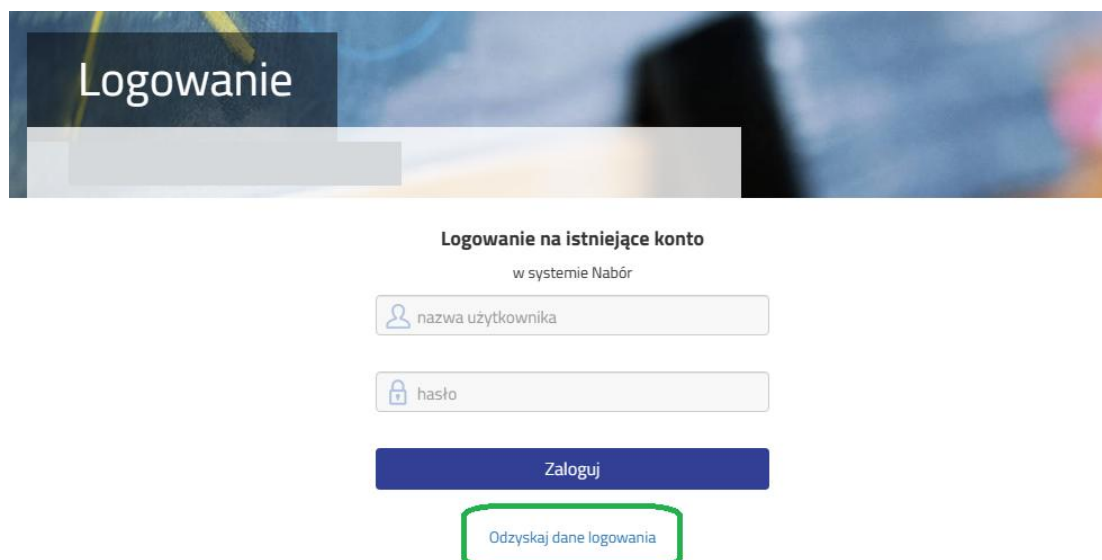 Logowanie
Logowanie na istniejące konto
w systemie Nabór
nazwa użytkownika
hasło
Zaloguj
Odzyskaj dane logowania